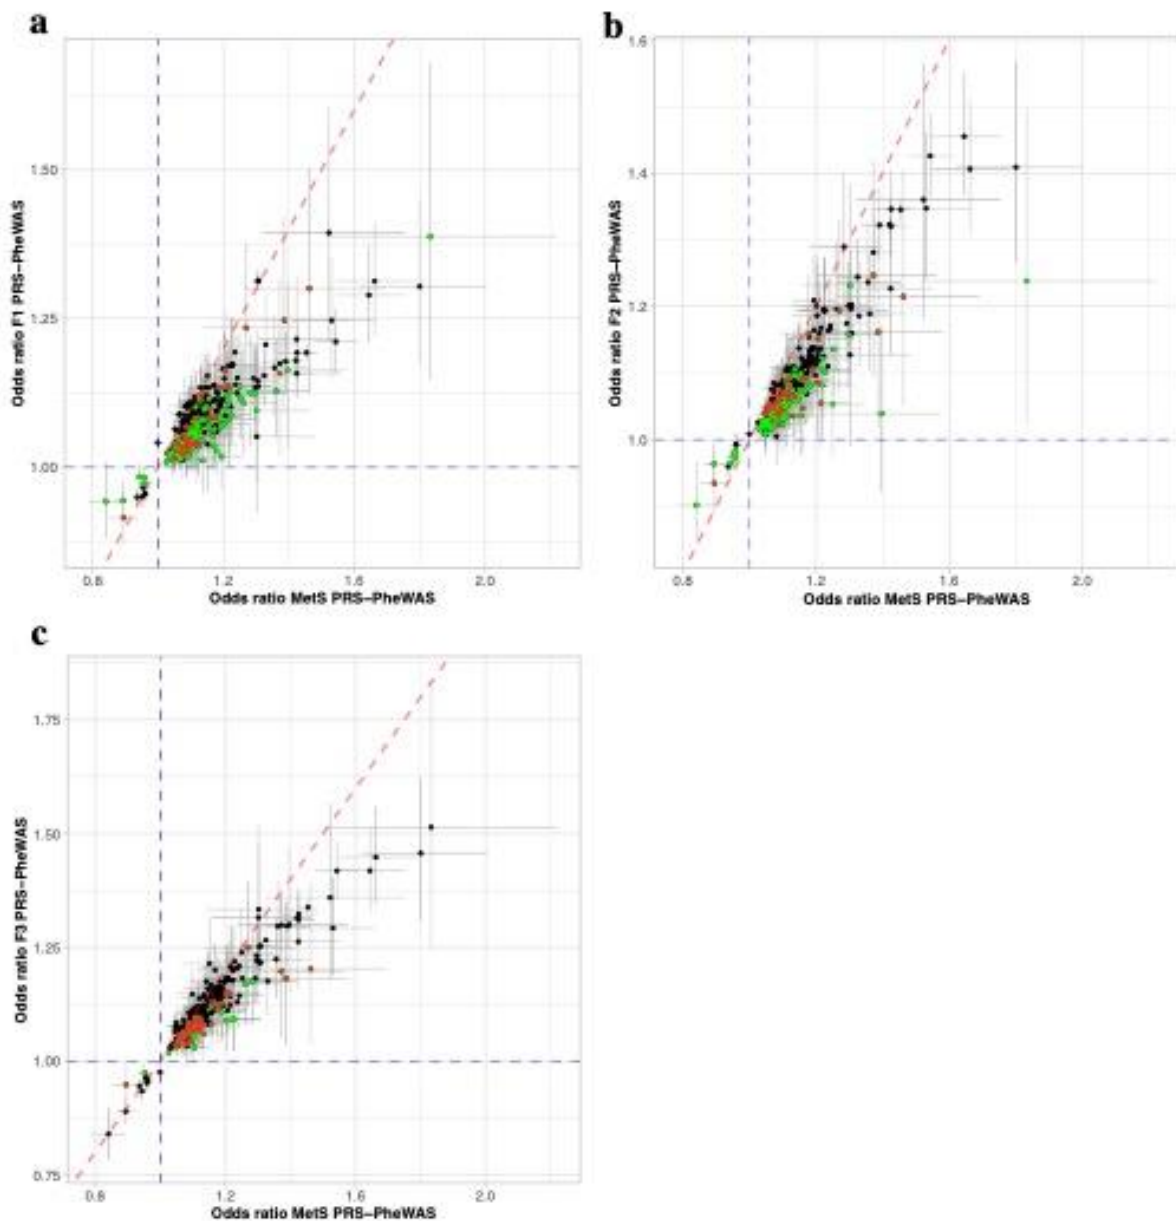 a
1.50
1.25
1.00
0.8
1.2
1.6
2.0
Odds ratio F1 PRS–PheWAS
Odds ratio MetS PRS–PheWAS
b
1.6
1.4
1.2
1.0
0.8
1.2
1.6
2.0
Odds ratio F2 PRS–PheWAS
Odds ratio MetS PRS–PheWAS
c
1.75
1.50
1.25
1.00
0.75
0.8
1.2
1.6
2.0
Odds ratio F3 PRS–PheWAS
Odds ratio MetS PRS–PheWAS